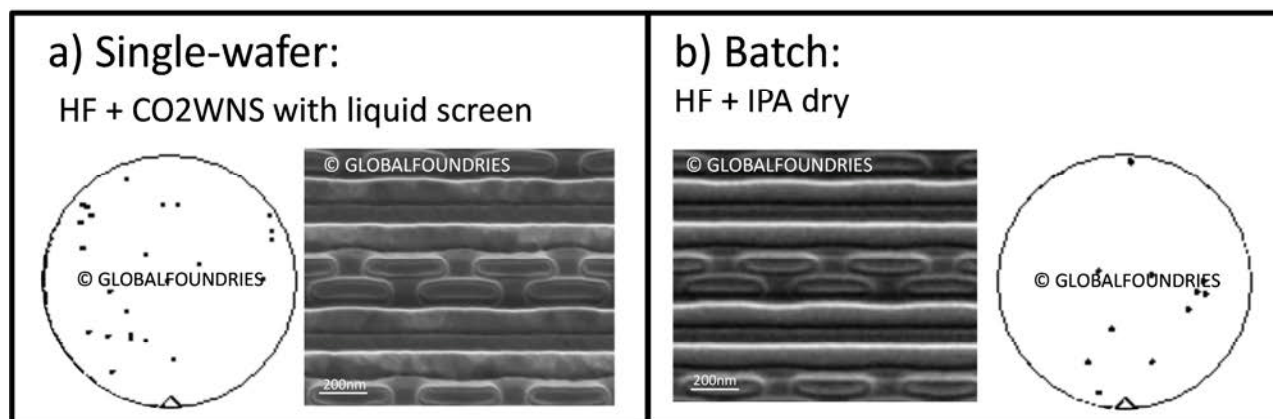 a) Single-wafer:
HF + CO2WNS with liquid screen
© GLOBALFOUNDRIES
© GLOBALFOUNDRIES
200nm
b) Batch:
HF + IPA dry
© GLOBALFOUNDRIES
© GLOBALFOUNDRIES
200nm